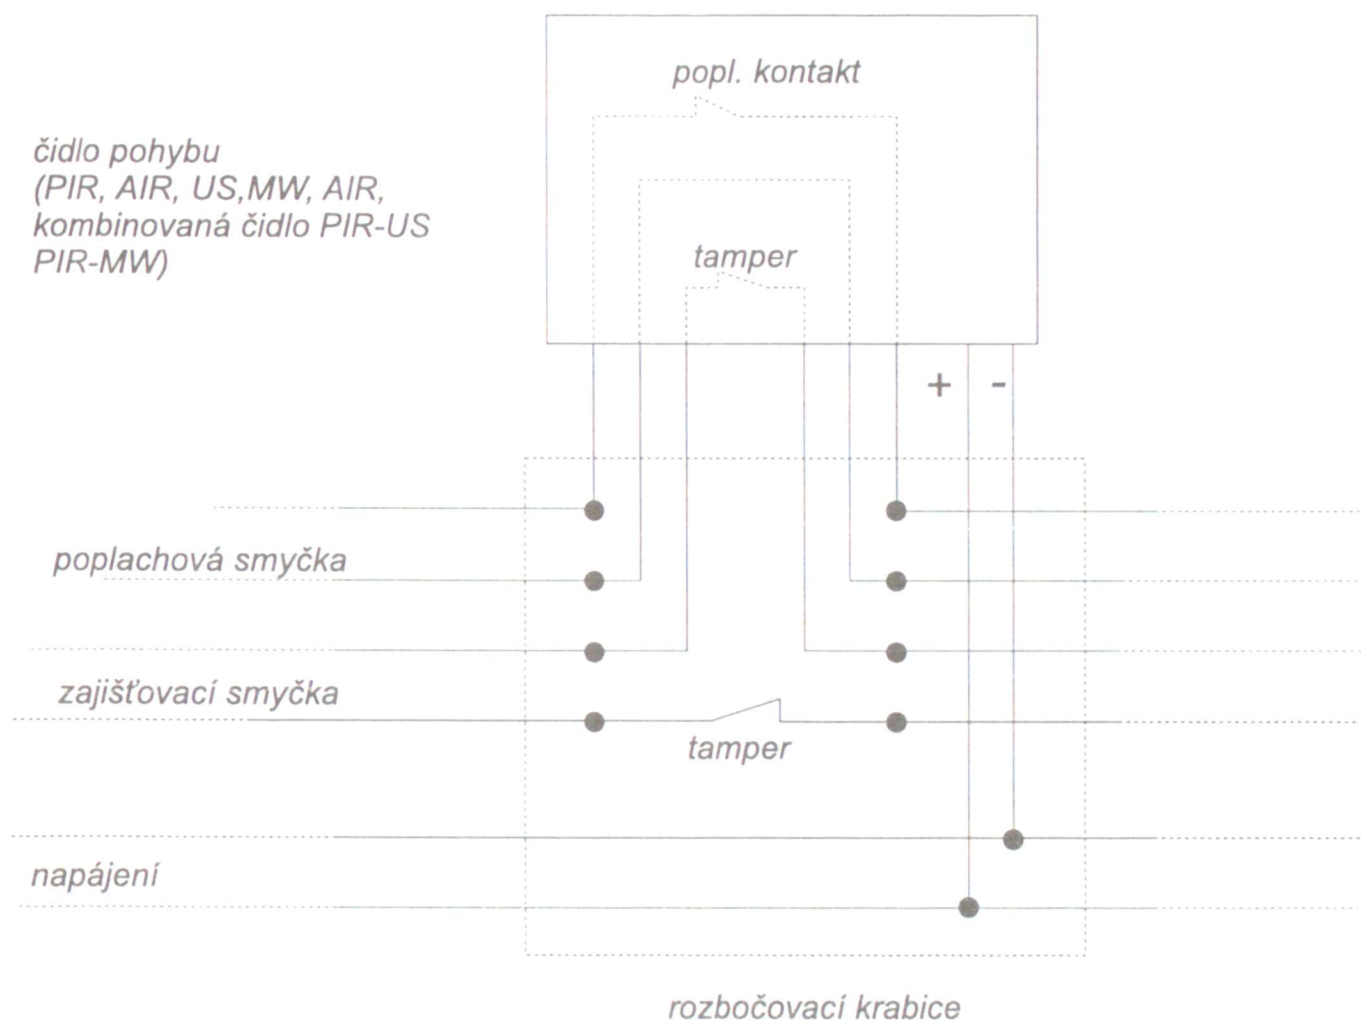 popl. kontakt
čidlo pohybu
(PIR, AIR, US,MW, AIR,
kombinovaná čidlo PIR-US
PIR-MW)
tamper
+ -
poplachová smyčka
zajišťovací smyčka
tamper
napájení
rozbočovací krabice